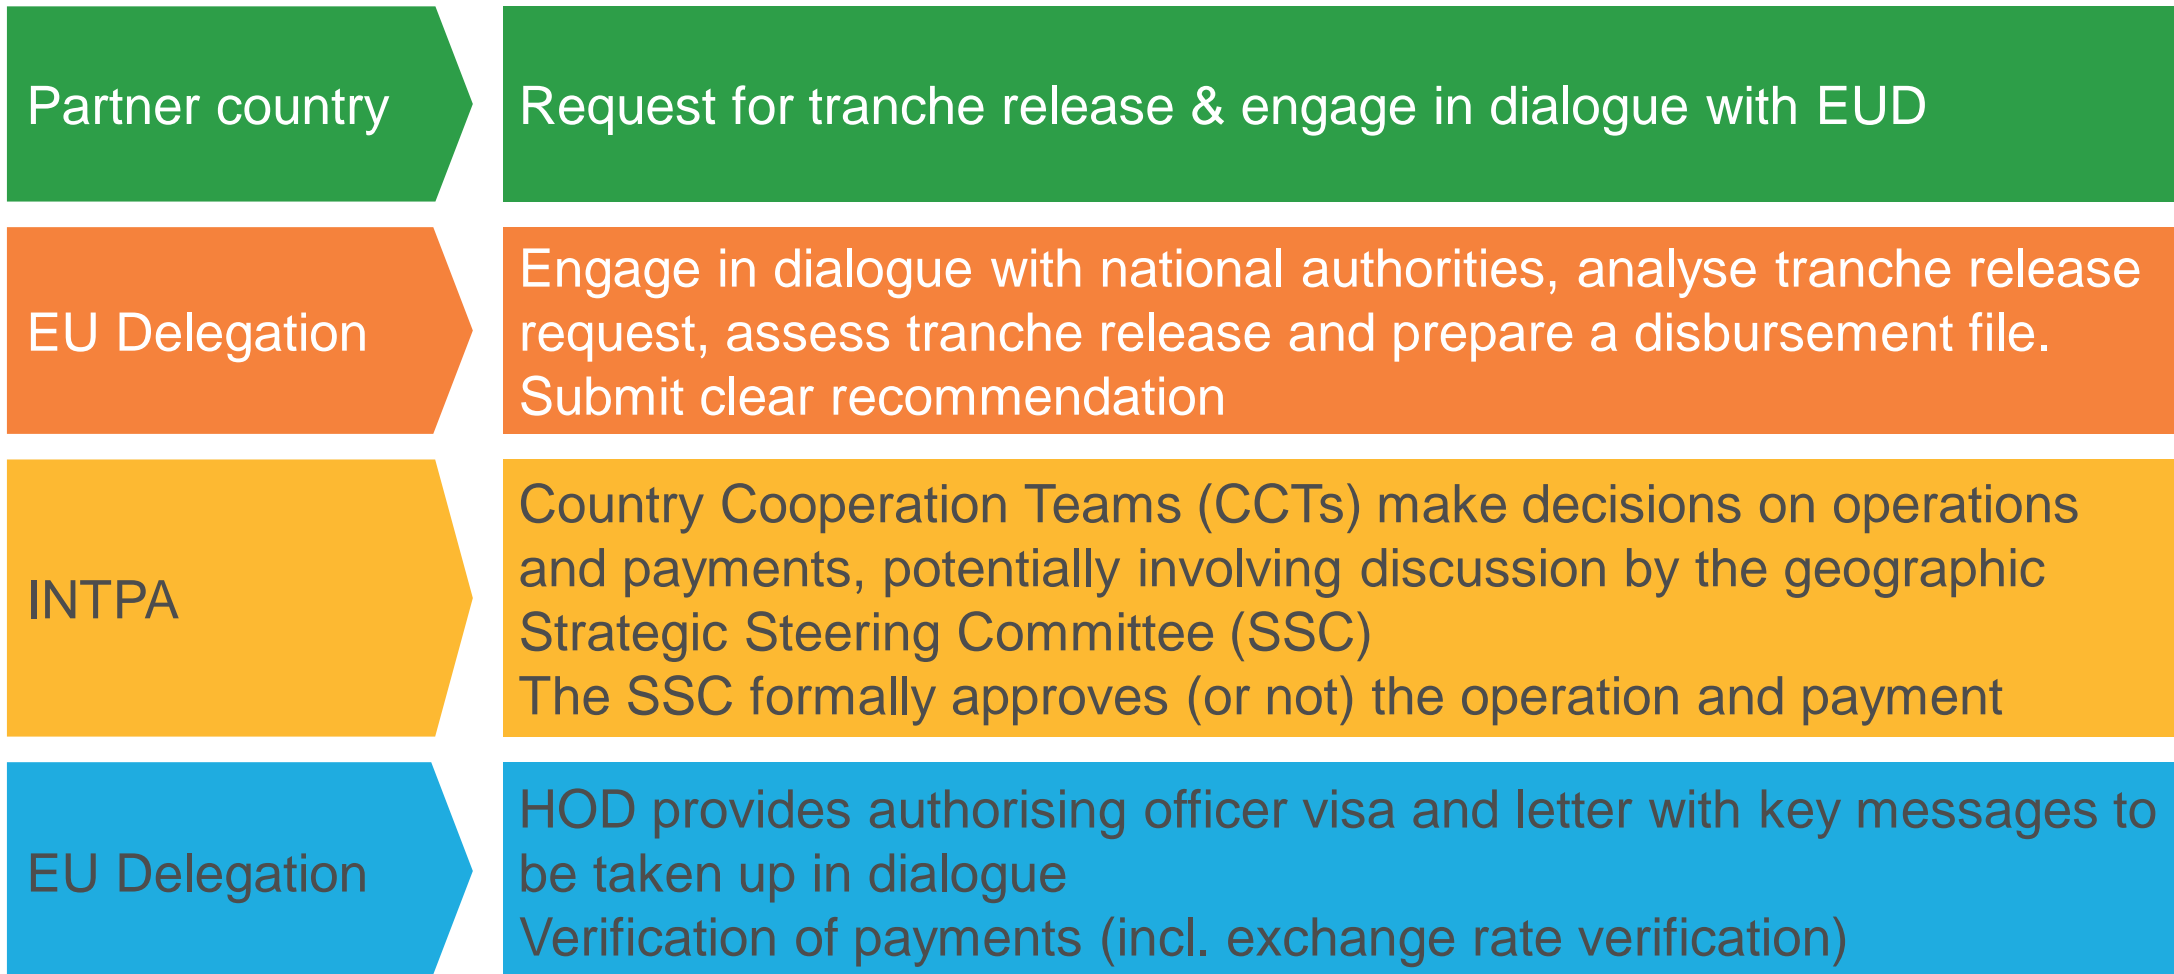 Partner country
Request for tranche release & engage in dialogue with EUD
EU Delegation
Engage in dialogue with national authorities, analyse tranche release
request, assess tranche release and prepare a disbursement file.
Submit clear recommendation
INTPA
Country Cooperation Teams (CCTs) make decisions on operations
and payments, potentially involving discussion by the geographic
Strategic Steering Committee (SSC)
The SSC formally approves (or not) the operation and payment
EU Delegation
HOD provides authorising officer visa and letter with key messages to
be taken up in dialogue
Verification of payments (incl. exchange rate verification)